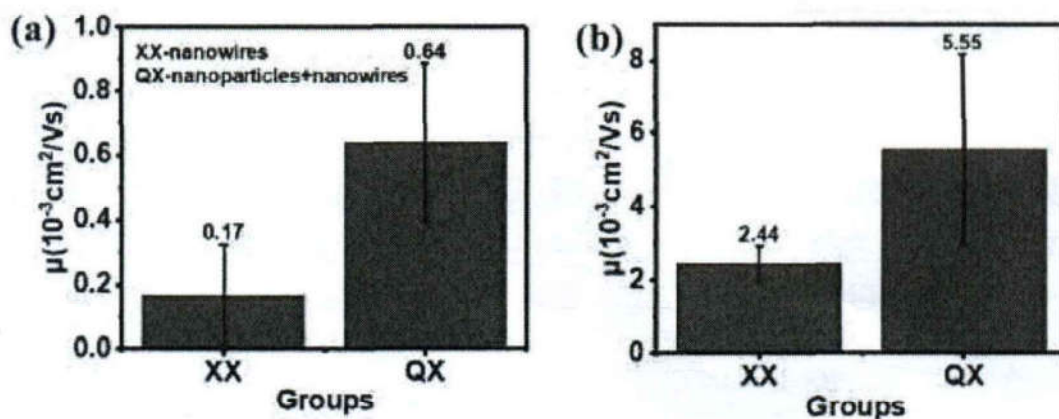 (a)
μ(10⁻³cm²/Vs)
1.0
0.8
0.6
0.4
0.2
0.0
XX-nanowires
QX-nanoparticles+nanowires
0.17
0.64
XX QX
Groups
(b)
μ(10⁻³cm²/Vs)
8
6
4
2
0
2.44
5.55
XX QX
Groups